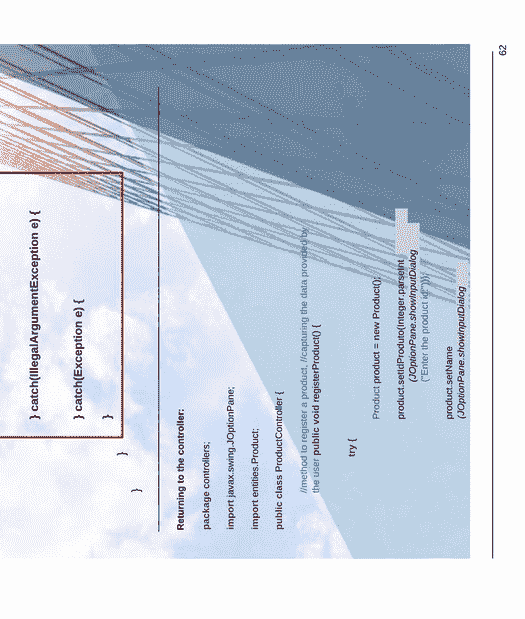 } catch(IllegalArgumentException e) {
} catch(Exception e) {
}
}
}
Returning to the controller:
package controllers;
import javax.swing.JOptionPane;
import entities.Product;
public class ProductController {
//method to register a product, //capturing the data provided by
the user public void registerProduct() {
try {
Product product = new Product();
product.setIdProduto(Integer.parseInt
(JOptionPane.showInputDialog
("Enter the product id:")));
product.setName
(JOptionPane.showInputDialog
62